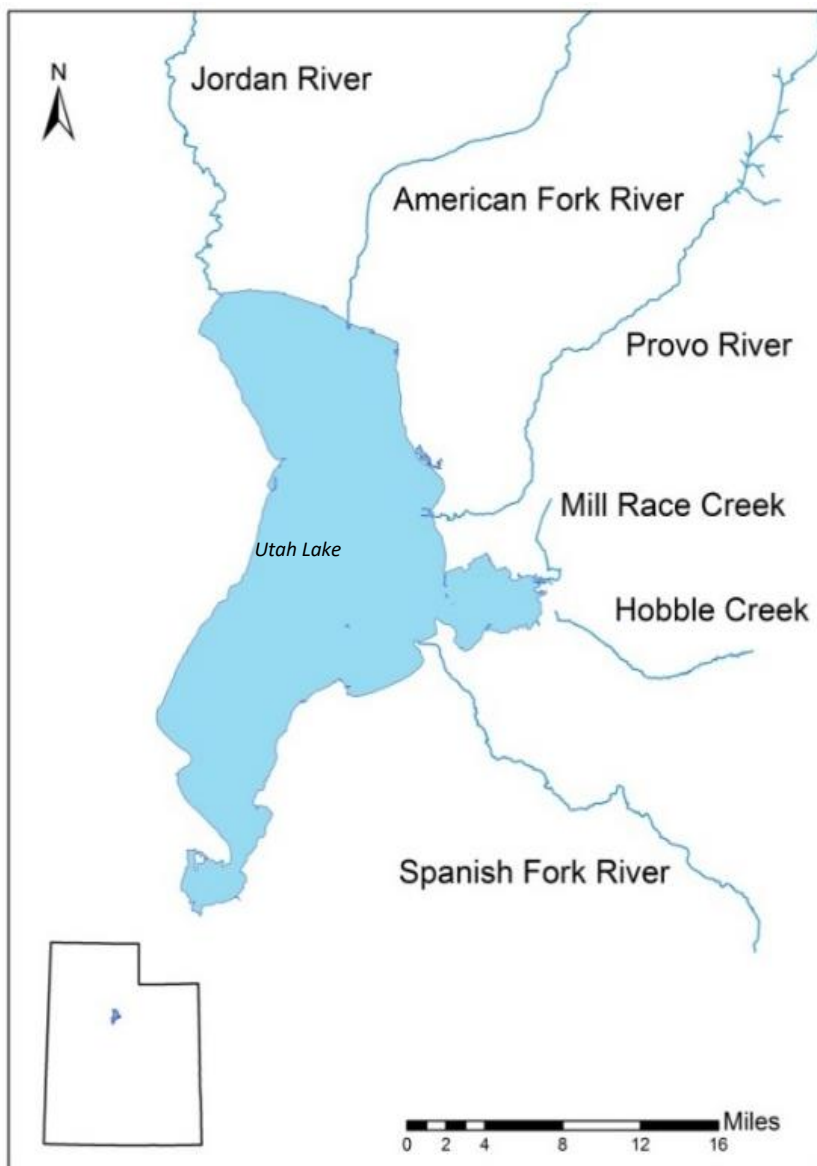 N
Jordan River
American Fork River
Provo River
Mill Race Creek
Utah Lake
Hobble Creek
Spanish Fork River
Miles
0 2 4 8 12 16